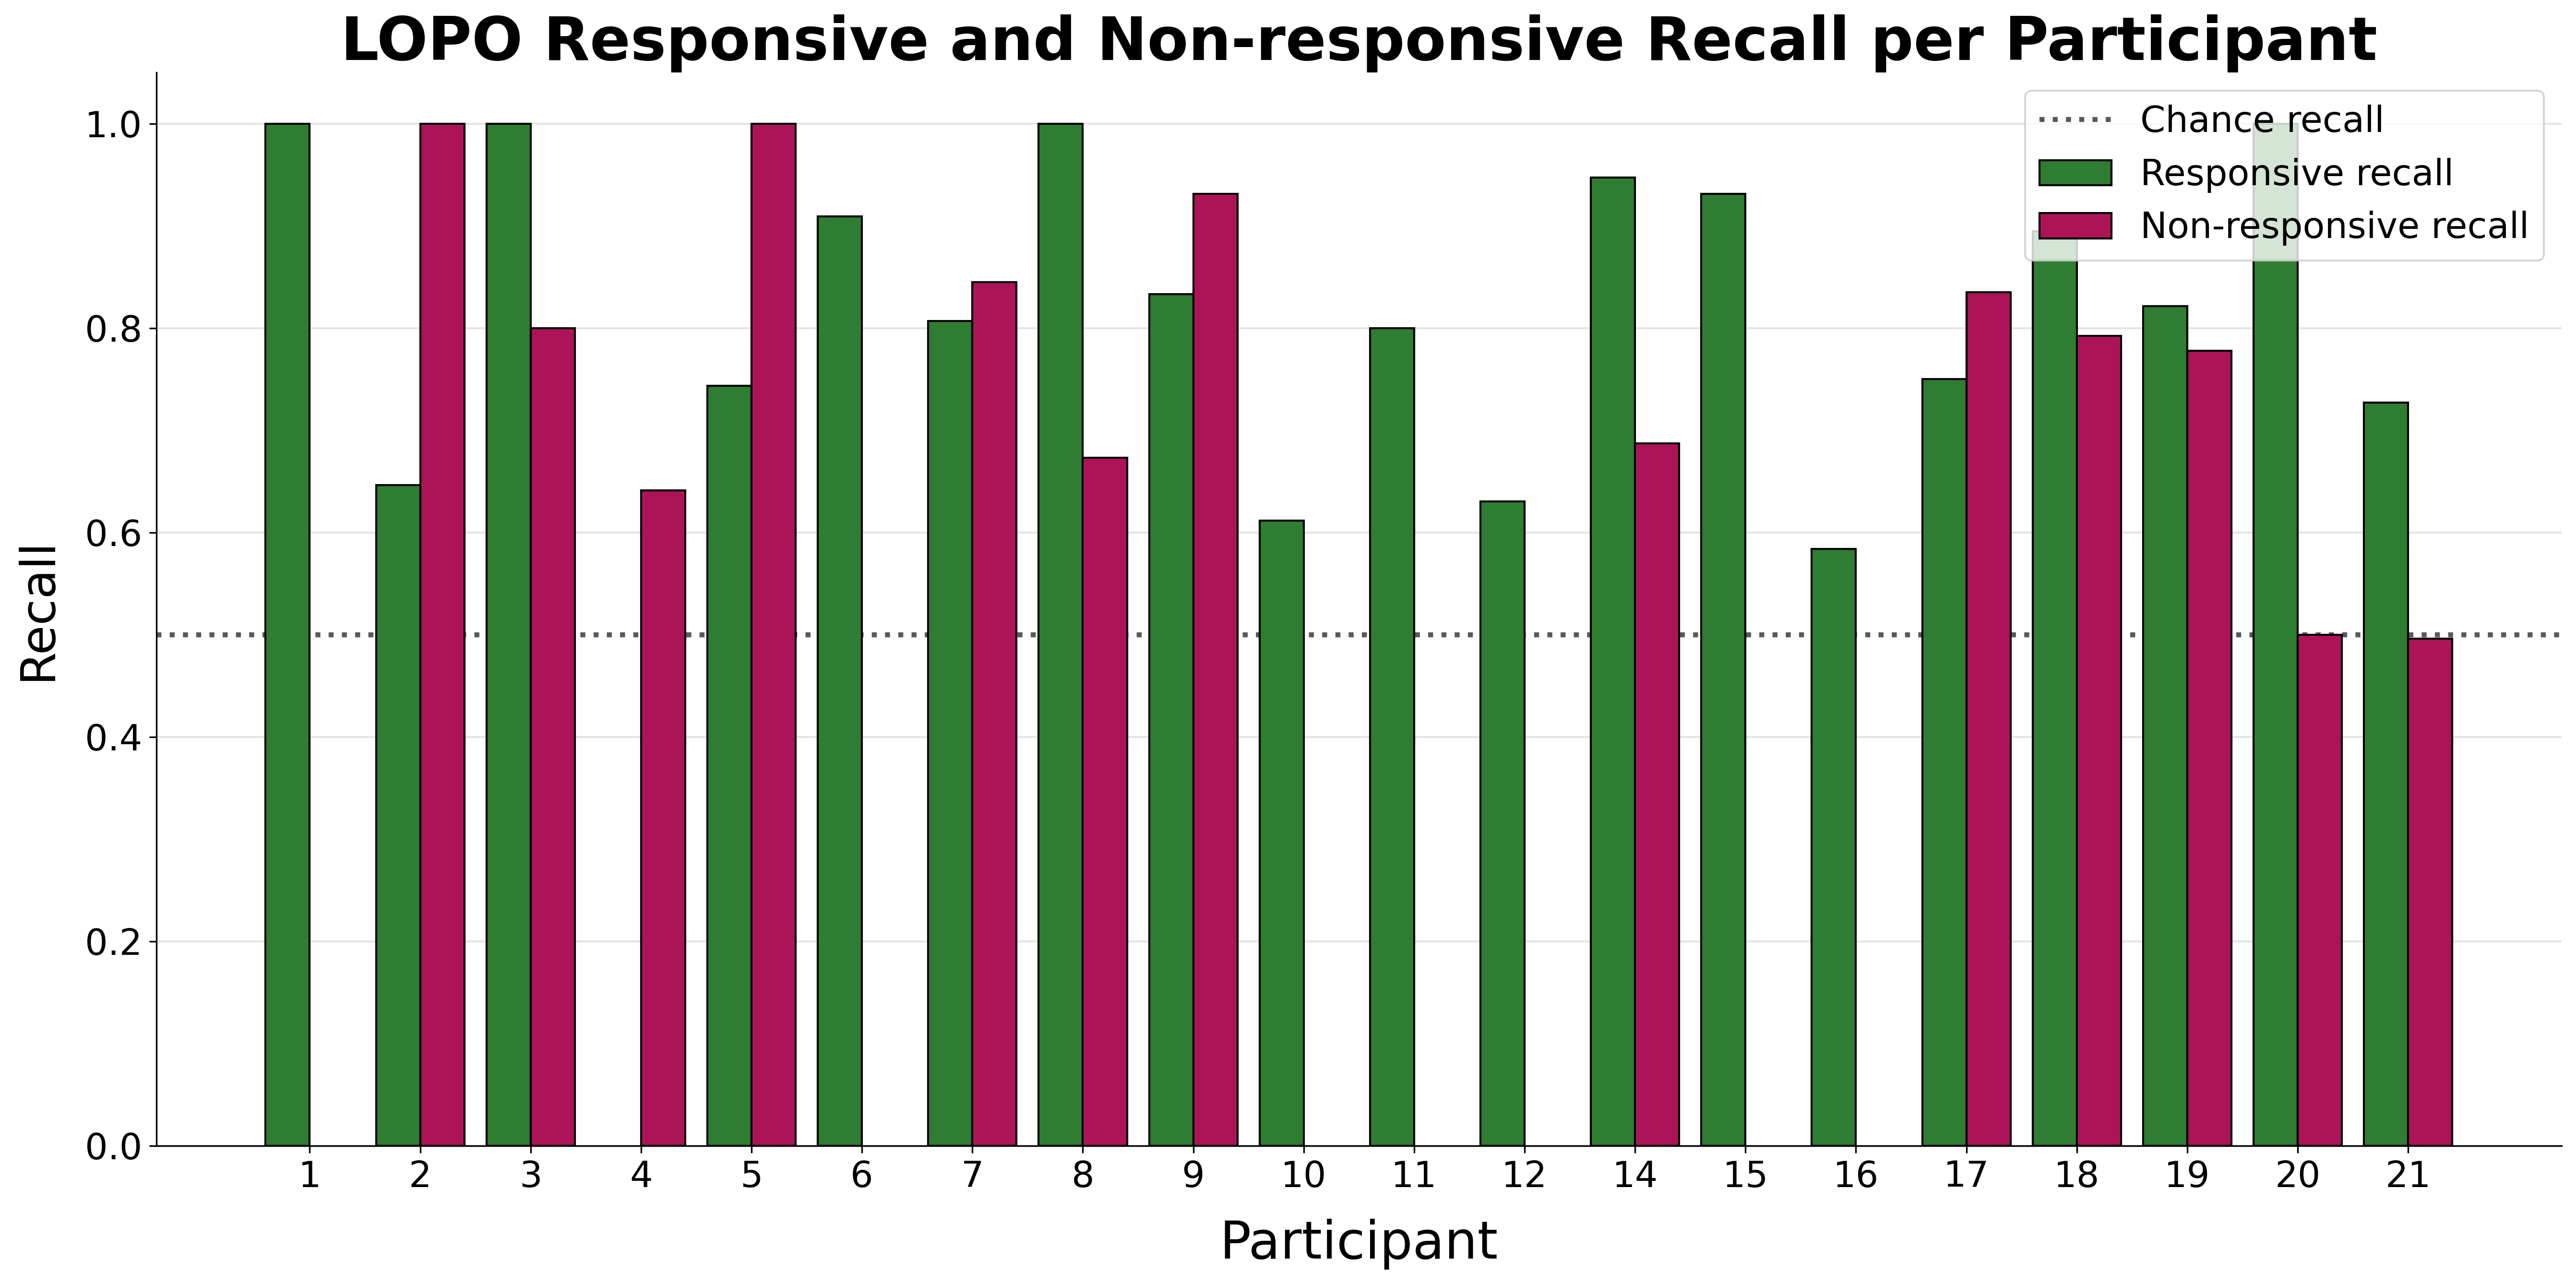 LOPO Responsive and Non-responsive Recall per Participant
Chance recall
Responsive recall
Non-responsive recall
Recall
1.0
0.8
0.6
0.4
0.2
0.0
1 2 3 4 5 6 7 8 9 10 11 12 14 15 16 17 18 19 20 21
Participant